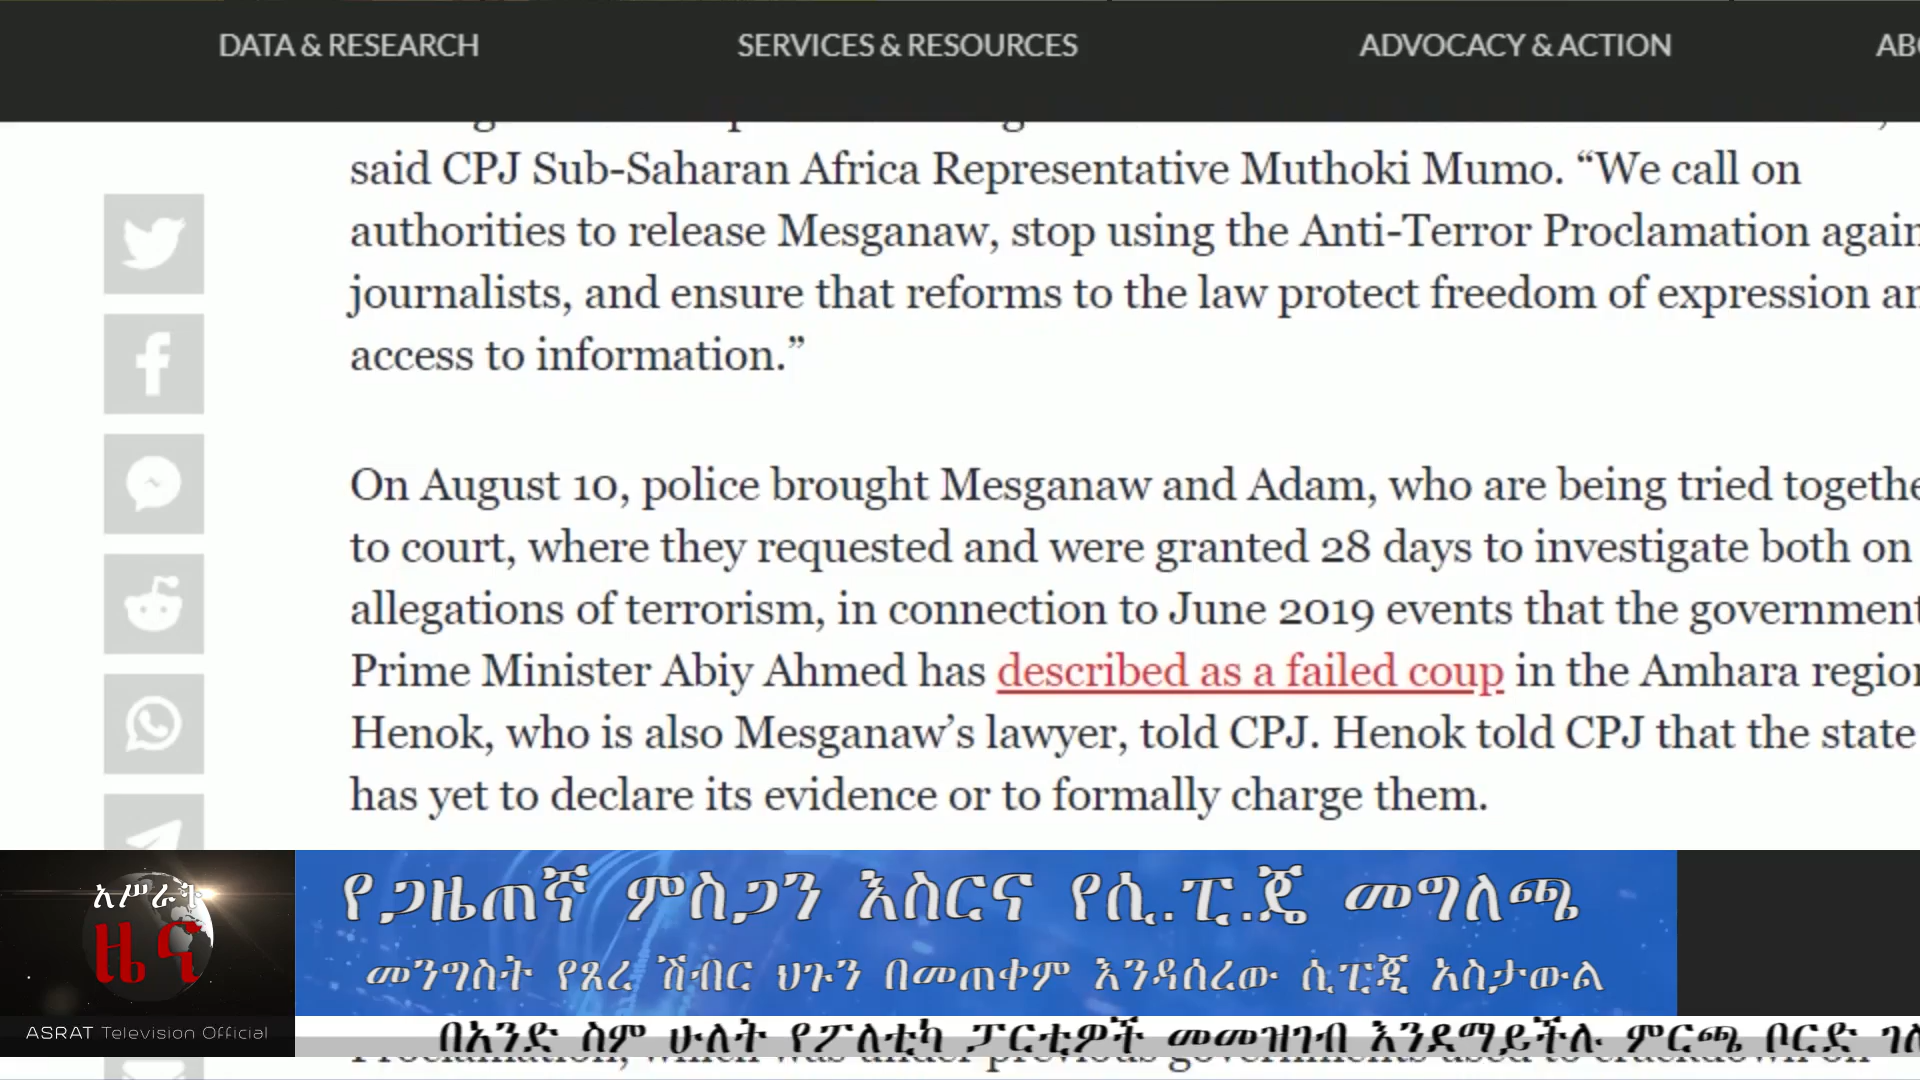 DATA & RESEARCH
SERVICES & RESOURCES
ADVOCACY & ACTION
said CPJ Sub-Saharan Africa Representative Muthoki Mumo. “We call on
authorities to release Mesganaw, stop using the Anti-Terror Proclamation
journalists, and ensure that reforms to the law protect freedom of expression
access to information.”
On August 10, police brought Mesganaw and Adam, who are being tried
to court, where they requested and were granted 28 days to investigate both on
allegations of terrorism, in connection to June 2019 events that the government
Prime Minister Abiy Ahmed has described as a failed coup in the Amhara
Henok, who is also Mesganaw’s lawyer, told CPJ. Henok told CPJ that the state
has yet to declare its evidence or to formally charge them.
አሥራት
ዜና
ASRAT Television Official
የጋዜጠኛ ምስጋን እስርና የሲ.ፒ.ጄ መግለጫ
መንግስት የጸረ ሽብር ህጉን በመጠቀም እንዳሰረው ሲፒጂ አስታውል
በአንድ ስም ሁለት የፖለቲካ ፓርቲዎች መመዝገብ እንደማይችሉ ምርጫ ቦርድ